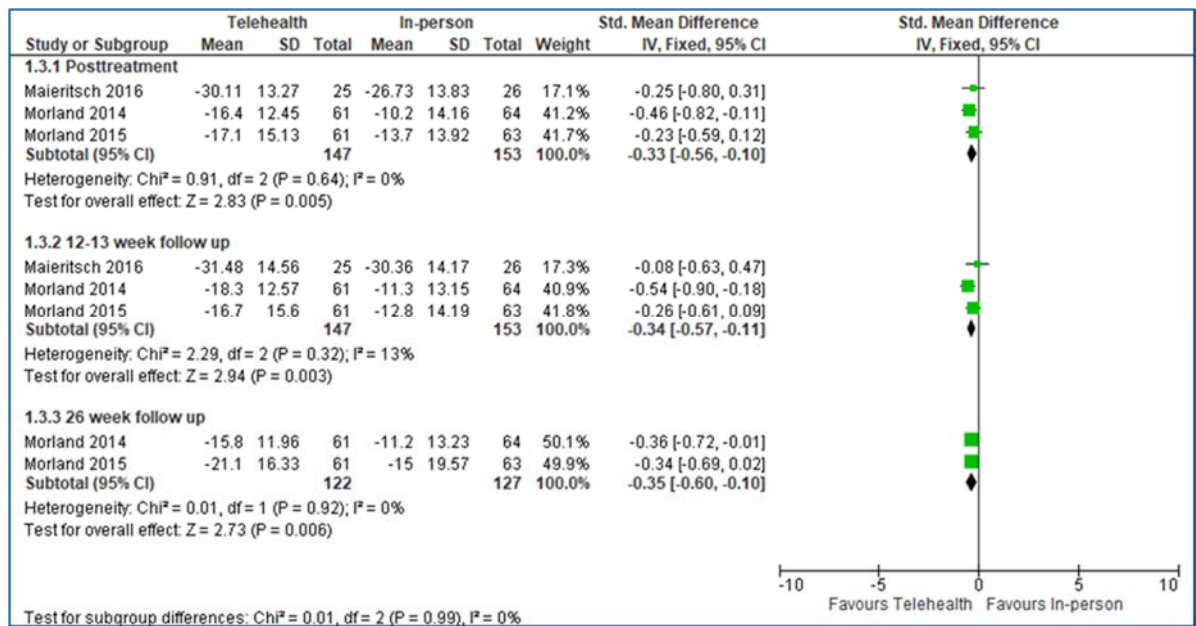 Telehealth In-person Std. Mean Difference Std. Mean Difference
Study or Subgroup Mean SD Total Mean SD Total Weight IV, Fixed, 95% CI IV, Fixed, 95% CI
1.3.1 Posttreatment
Maieritsch 2016 -30.11 13.27 25 -26.73 13.83 26 17.1% -0.25 [-0.80, 0.31]
Morland 2014 -16.4 12.45 61 -10.2 14.16 64 41.2% -0.46 [-0.82, -0.11]
Morland 2015 -17.1 15.13 61 -13.7 13.92 63 41.7% -0.23 [-0.59, 0.12]
Subtotal (95% CI) 147 153 100.0% -0.33 [-0.56, -0.10]
Heterogeneity: Chi² = 0.91, df = 2 (P = 0.64); I² = 0%
Test for overall effect: Z = 2.83 (P = 0.005)
1.3.2 12-13 week follow up
Maieritsch 2016 -31.48 14.56 25 -30.36 14.17 26 17.3% -0.08 [-0.63, 0.47]
Morland 2014 -18.3 12.57 61 -11.3 13.15 64 40.9% -0.54 [-0.90, -0.18]
Morland 2015 -16.7 15.6 61 -12.8 14.19 63 41.8% -0.26 [-0.61, 0.09]
Subtotal (95% CI) 147 153 100.0% -0.34 [-0.57, -0.11]
Heterogeneity: Chi² = 2.29, df = 2 (P = 0.32); I² = 13%
Test for overall effect: Z = 2.94 (P = 0.003)
1.3.3 26 week follow up
Morland 2014 -15.8 11.96 61 -11.2 13.23 64 50.1% -0.36 [-0.72, -0.01]
Morland 2015 -21.1 16.33 61 -15 19.57 63 49.9% -0.34 [-0.69, 0.02]
Subtotal (95% CI) 122 127 100.0% -0.35 [-0.60, -0.10]
Heterogeneity: Chi² = 0.01, df = 1 (P = 0.92); I² = 0%
Test for overall effect: Z = 2.73 (P = 0.006)
-10 -5 0 5 10
Favours Telehealth Favours In-person
Test for subgroup differences: Chi² = 0.01, df = 2 (P = 0.99), I² = 0%